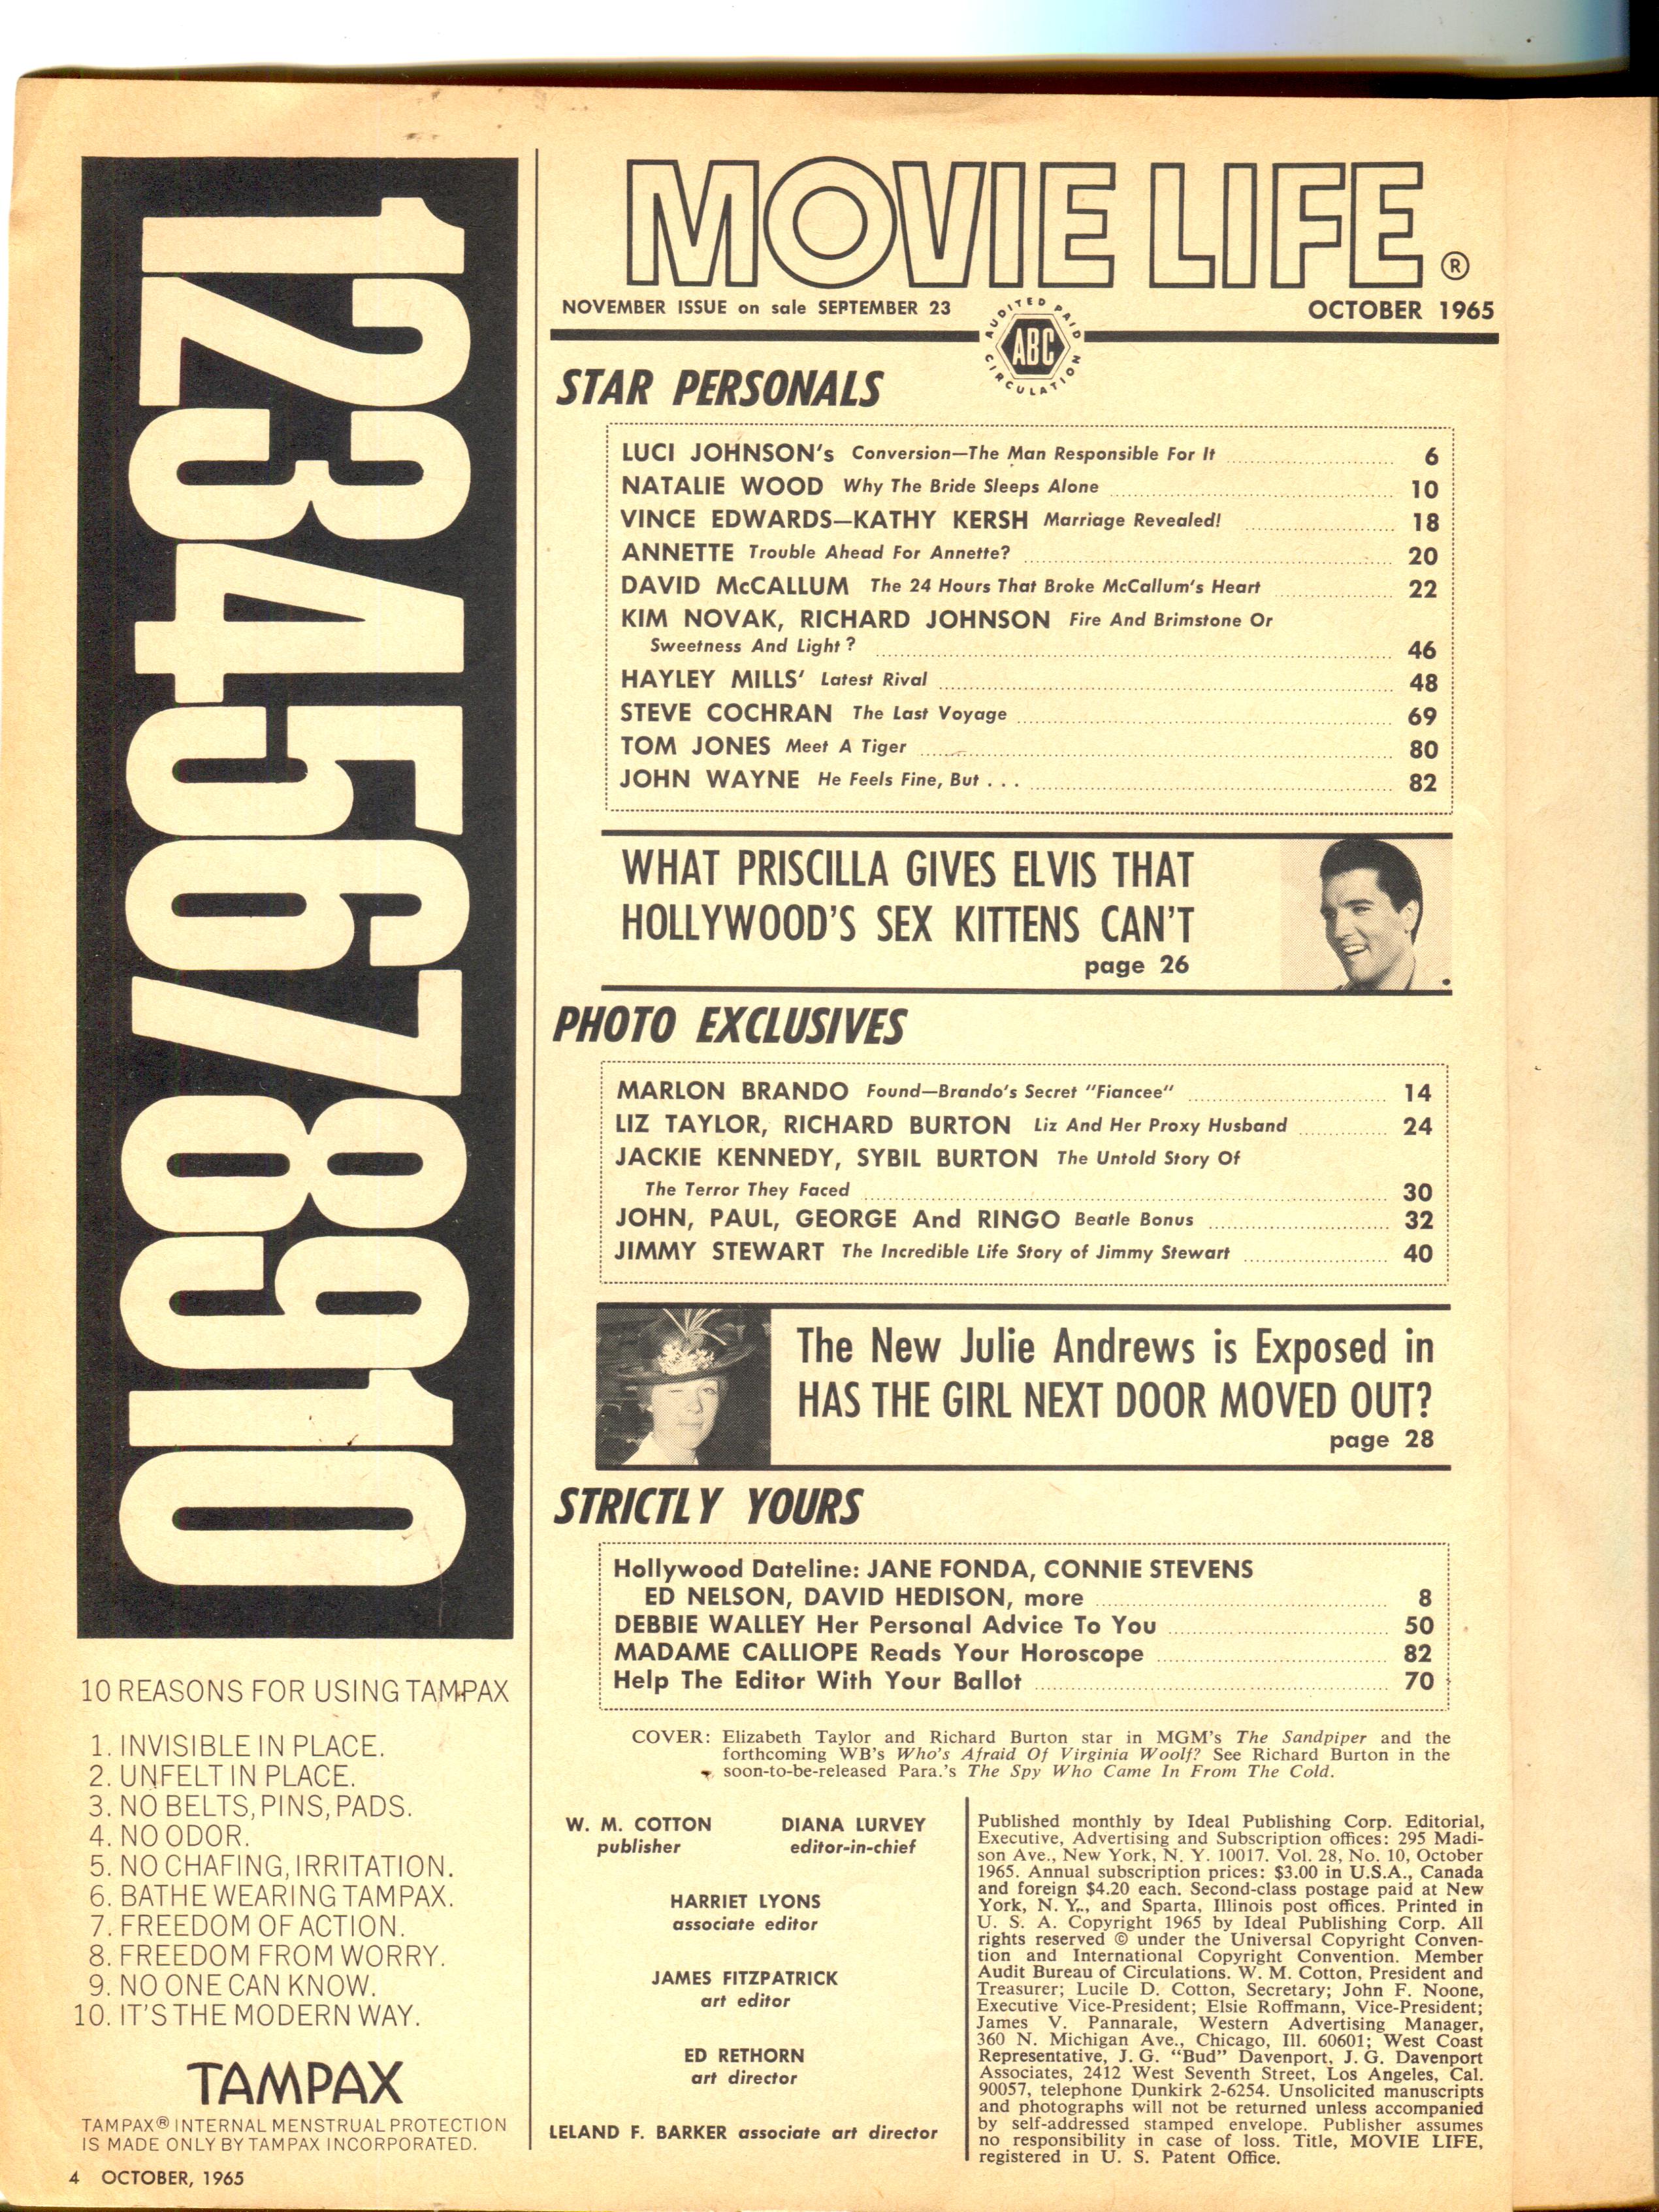 12345678910
10 REASONS FOR USING TAMPAX
1. INVISIBLE IN PLACE.
2. UNFELT IN PLACE.
3. NO BELTS, PINS, PADS.
4. NO ODOR.
5. NO CHAFING, IRRITATION.
6. BATHE WEARING TAMPAX.
7. FREEDOM OF ACTION.
8. FREEDOM FROM WORRY.
9. NO ONE CAN KNOW.
10. IT'S THE MODERN WAY.
TAMPAX
TAMPAX® INTERNAL MENSTRUAL PROTECTION
IS MADE ONLY BY TAMPAX INCORPORATED.
4 OCTOBER, 1965
MOVIE LIFE ®
NOVEMBER ISSUE on sale SEPTEMBER 23
AUDITED PAID CIRCULATION
ABC
OCTOBER 1965
STAR PERSONALS
LUCI JOHNSON's Conversion—The Man Responsible For It 6
NATALIE WOOD Why The Bride Sleeps Alone 10
VINCE EDWARDS—KATHY KERSH Marriage Revealed! 18
ANNETTE Trouble Ahead For Annette? 20
DAVID McCALLUM The 24 Hours That Broke McCallum's Heart 22
KIM NOVAK, RICHARD JOHNSON Fire And Brimstone Or
Sweetness And Light? 46
HAYLEY MILLS' Latest Rival 48
STEVE COCHRAN The Last Voyage 69
TOM JONES Meet A Tiger 80
JOHN WAYNE He Feels Fine, But . . . 82
WHAT PRISCILLA GIVES ELVIS THAT
HOLLYWOOD'S SEX KITTENS CAN'T
page 26
PHOTO EXCLUSIVES
MARLON BRANDO Found—Brando's Secret "Fiancee" 14
LIZ TAYLOR, RICHARD BURTON Liz And Her Proxy Husband 24
JACKIE KENNEDY, SYBIL BURTON The Untold Story Of
The Terror They Faced 30
JOHN, PAUL, GEORGE And RINGO Beatle Bonus 32
JIMMY STEWART The Incredible Life Story of Jimmy Stewart 40
The New Julie Andrews is Exposed in
HAS THE GIRL NEXT DOOR MOVED OUT?
page 28
STRICTLY YOURS
Hollywood Dateline: JANE FONDA, CONNIE STEVENS
ED NELSON, DAVID HEDISON, more 8
DEBBIE WALLEY Her Personal Advice To You 50
MADAME CALLIOPE Reads Your Horoscope 82
Help The Editor With Your Ballot 70
COVER: Elizabeth Taylor and Richard Burton star in MGM's The Sandpiper and the
forthcoming WB's Who's Afraid Of Virginia Woolf? See Richard Burton in the
soon-to-be-released Para.'s The Spy Who Came In From The Cold.
W. M. COTTON
publisher
DIANA LURVEY
editor-in-chief
HARRIET LYONS
associate editor
JAMES FITZPATRICK
art editor
ED RETHORN
art director
LELAND F. BARKER associate art director
Published monthly by Ideal Publishing Corp. Editorial,
Executive, Advertising and Subscription offices: 295 Madi-
son Ave., New York, N. Y. 10017. Vol. 28, No. 10, October
1965. Annual subscription prices: $3.00 in U.S.A., Canada
and foreign $4.20 each. Second-class postage paid at New
York, N. Y., and Sparta, Illinois post offices. Printed in
U. S. A. Copyright 1965 by Ideal Publishing Corp. All
rights reserved © under the Universal Copyright Conven-
tion and International Copyright Convention. Member
Audit Bureau of Circulations. W. M. Cotton, President and
Treasurer; Lucile D. Cotton, Secretary; John F. Noone,
Executive Vice-President; Elsie Roffmann, Vice-President;
James V. Pannarale, Western Advertising Manager,
360 N. Michigan Ave., Chicago, Ill. 60601; West Coast
Representative, J. G. "Bud" Davenport, J. G. Davenport
Associates, 2412 West Seventh Street, Los Angeles, Cal.
90057, telephone Dunkirk 2-6254. Unsolicited manuscripts
and photographs will not be returned unless accompanied
by self-addressed stamped envelope. Publisher assumes
no responsibility in case of loss. Title, MOVIE LIFE,
registered in U. S. Patent Office.